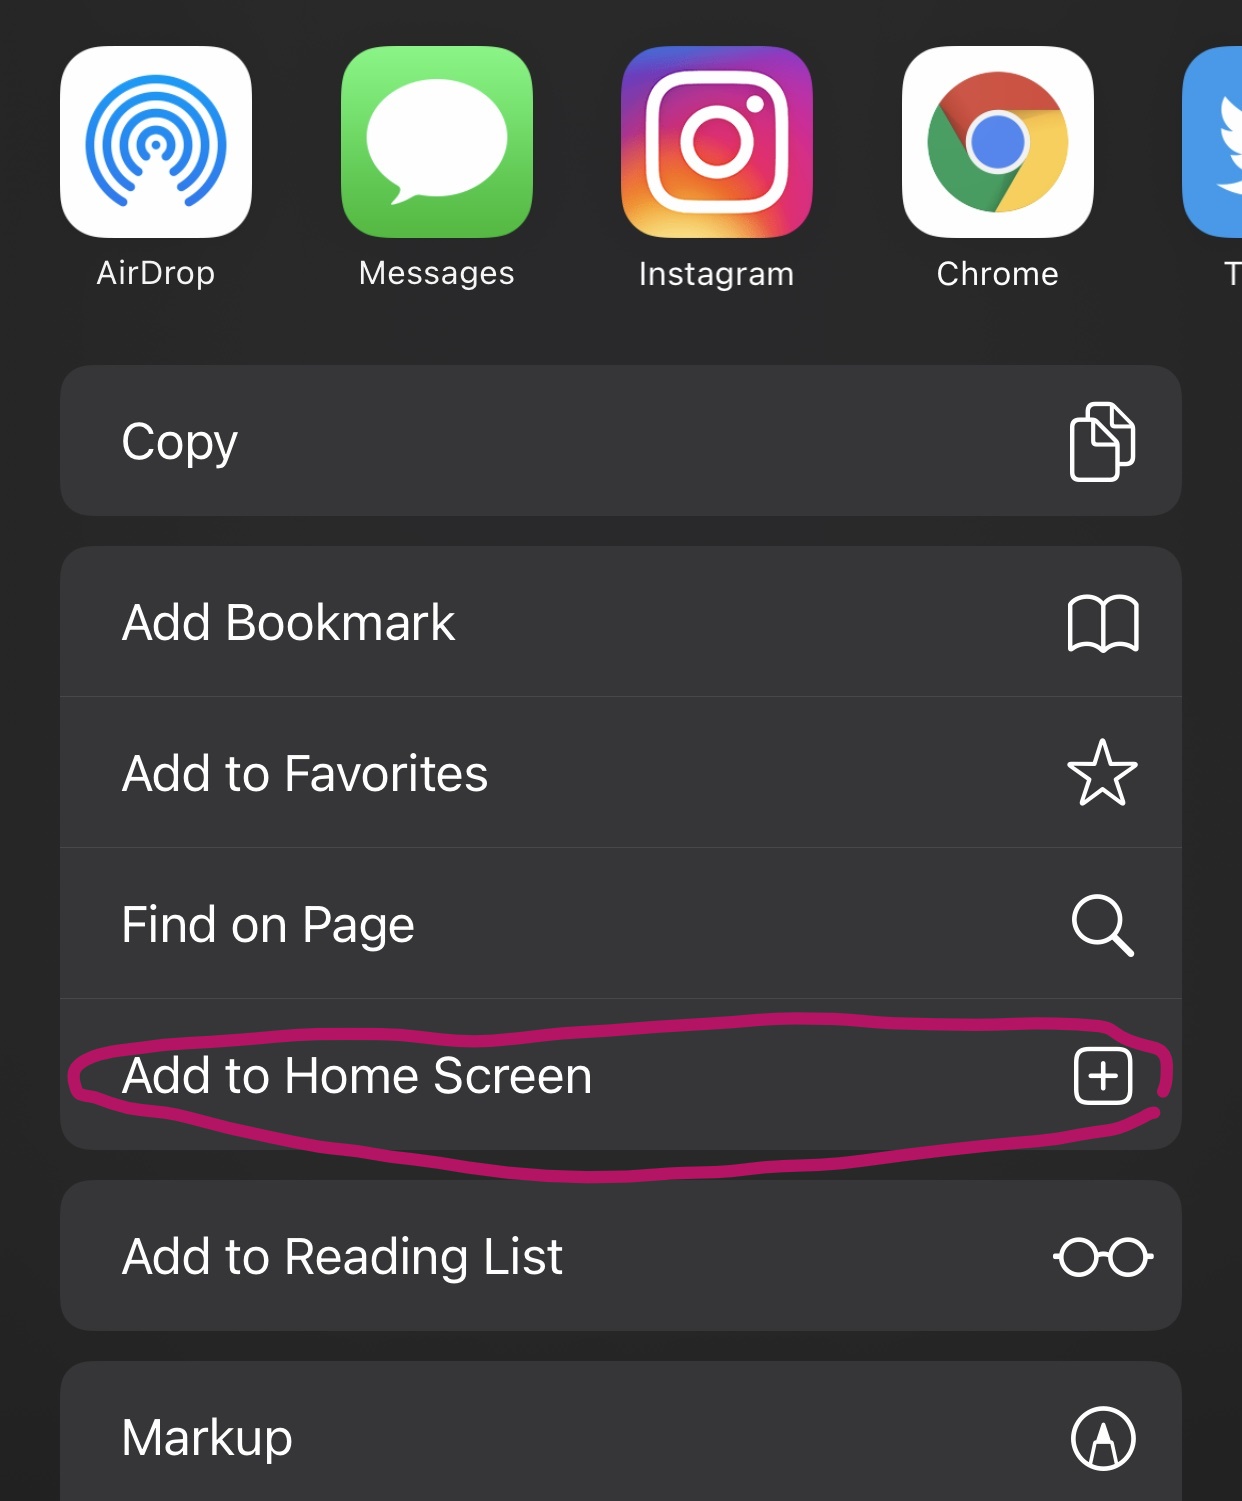 AirDrop Messages Instagram Chrome T
Copy
Add Bookmark
Add to Favorites
Find on Page
Add to Home Screen
Add to Reading List
Markup